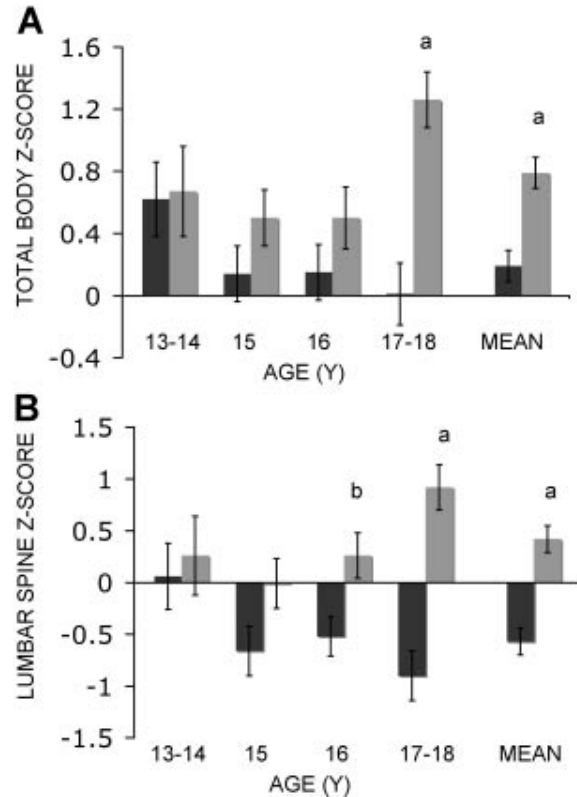 A
TOTAL BODY Z-SCORE
1.6
1.2
0.8
0.4
0
-0.4
a
a
13-14 15 16 17-18 MEAN
AGE (Y)
B
LUMBAR SPINE Z-SCORE
1.5
1
0.5
0
-0.5
-1
-1.5
b
a
a
13-14 15 16 17-18 MEAN
AGE (Y)